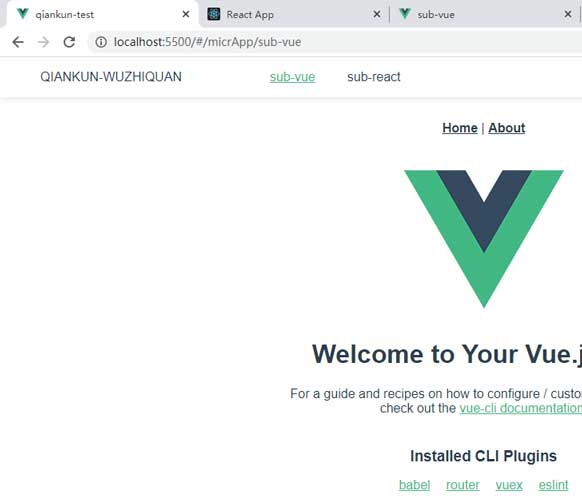 qiankun-test React App sub-vue
localhost:5500/#/micrApp/sub-vue
QIANKUN-WUZHIQUAN sub-vue sub-react
Home | About
Welcome to Your Vue.j
For a guide and recipes on how to configure / custo
check out the vue-cli documentation
Installed CLI Plugins
babel router vuex eslint